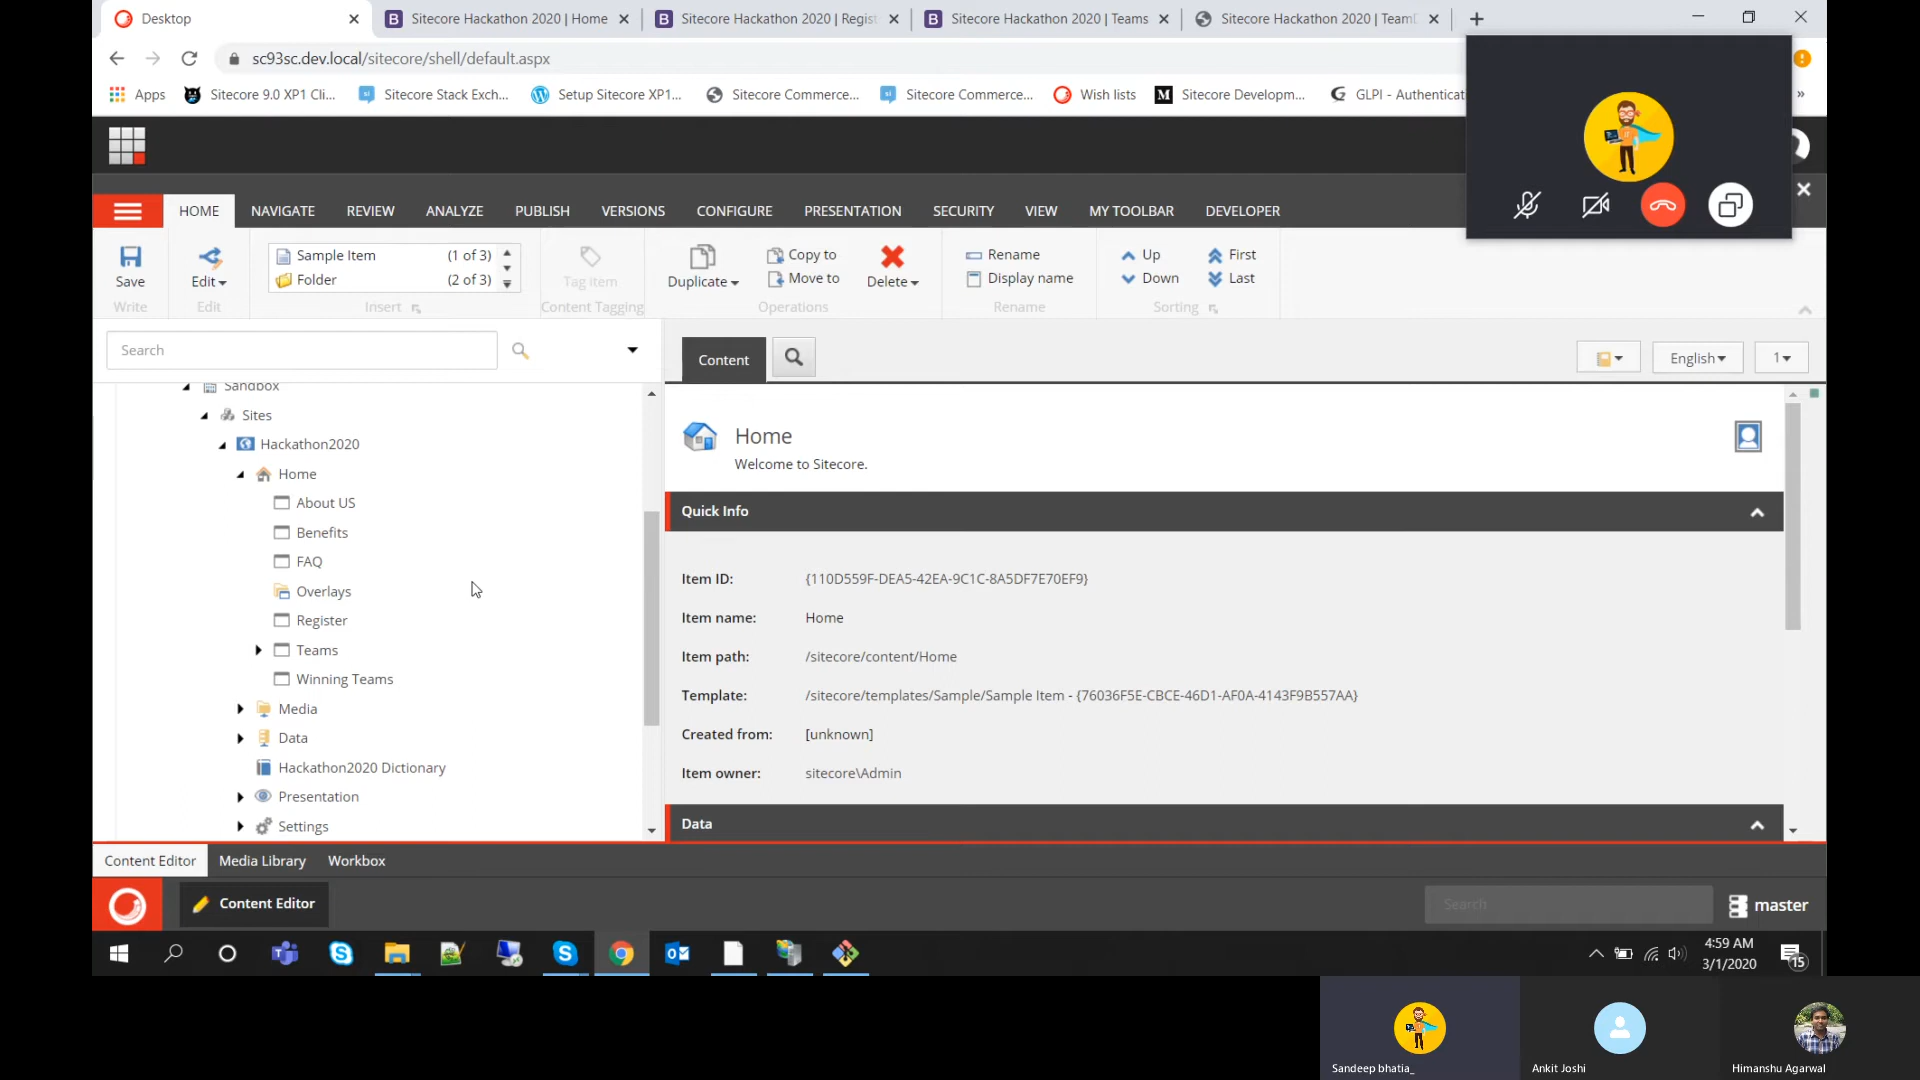 Desktop
Sitecore Hackathon 2020 | Home
Sitecore Hackathon 2020 | Regist
Sitecore Hackathon 2020 | Teams
Sitecore Hackathon 2020 | TeamD
sc93sc.dev.local/sitecore/shell/default.aspx
Apps
Sitecore 9.0 XP1 Cli...
Sitecore Stack Exch...
Setup Sitecore XP1...
Sitecore Commerce...
Sitecore Commerce...
Wish lists
Sitecore Developm...
GLPI - Authenticat
»
HOME
NAVIGATE
REVIEW
ANALYZE
PUBLISH
VERSIONS
CONFIGURE
PRESENTATION
SECURITY
VIEW
MY TOOLBAR
DEVELOPER
Save
Write
Edit
Edit
Sample Item (1 of 3)
Folder (2 of 3)
Insert
Tag item
Content Tagging
Duplicate
Copy to
Move to
Delete
Operations
Rename
Display name
Rename
Up
Down
First
Last
Sorting
Search
Content
English
1
Sandbox
Sites
Hackathon2020
Home
About US
Benefits
FAQ
Overlays
Register
Teams
Winning Teams
Media
Data
Hackathon2020 Dictionary
Presentation
Settings
Home
Welcome to Sitecore.
Quick Info
Item ID: {110D559F-DEA5-42EA-9C1C-8A5DF7E70EF9}
Item name: Home
Item path: /sitecore/content/Home
Template: /sitecore/templates/Sample/Sample Item - {76036F5E-CBCE-46D1-AF0A-4143F9B557AA}
Created from: [unknown]
Item owner: sitecore\Admin
Data
Content Editor
Media Library
Workbox
Content Editor
Search
master
4:59 AM
3/1/2020
15
Sandeep bhatia_
Ankit Joshi
Himanshu Agarwal